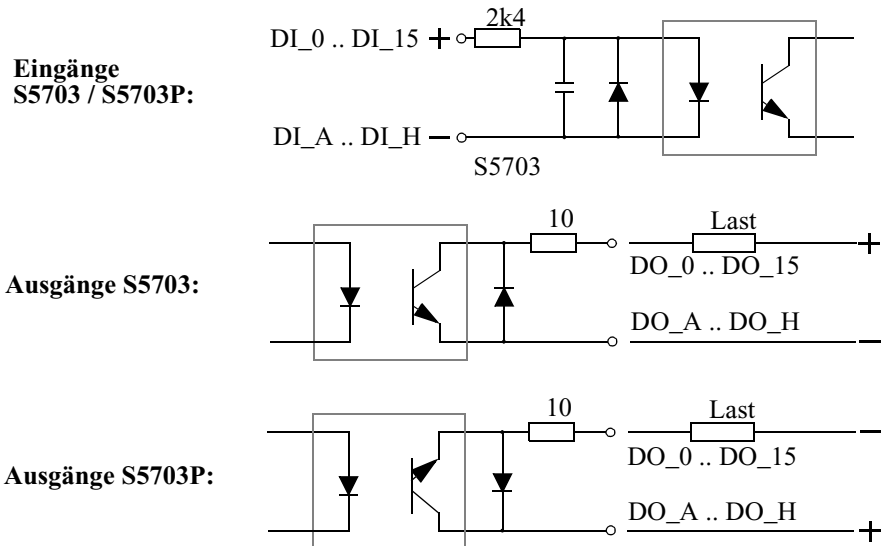 2k4
DI_0 .. DI_15 +
Eingänge
S5703 / S5703P:
DI_A .. DI_H –
S5703
10 Last
+
DO_0 .. DO_15
Ausgänge S5703:
DO_A .. DO_H
–
10 Last
–
DO_0 .. DO_15
Ausgänge S5703P:
DO_A .. DO_H
+